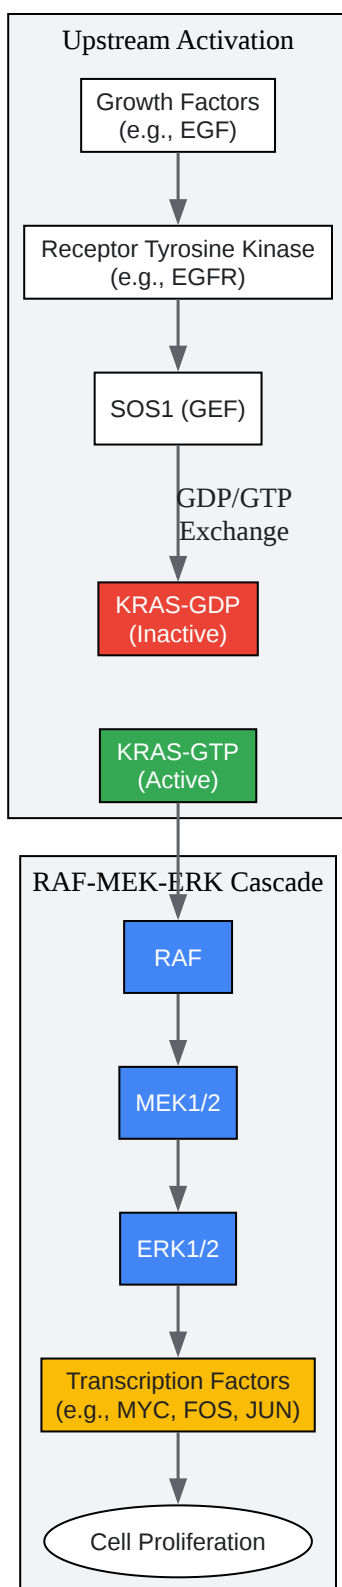 Upstream Activation
Growth Factors
(e.g., EGF)
Receptor Tyrosine Kinase
(e.g., EGFR)
SOS1 (GEF)
GDP/GTP
Exchange
KRAS-GDP
(Inactive)
KRAS-GTP
(Active)
RAF-MEK-ERK Cascade
RAF
MEK1/2
ERK1/2
Transcription Factors
(e.g., MYC, FOS, JUN)
Cell Proliferation